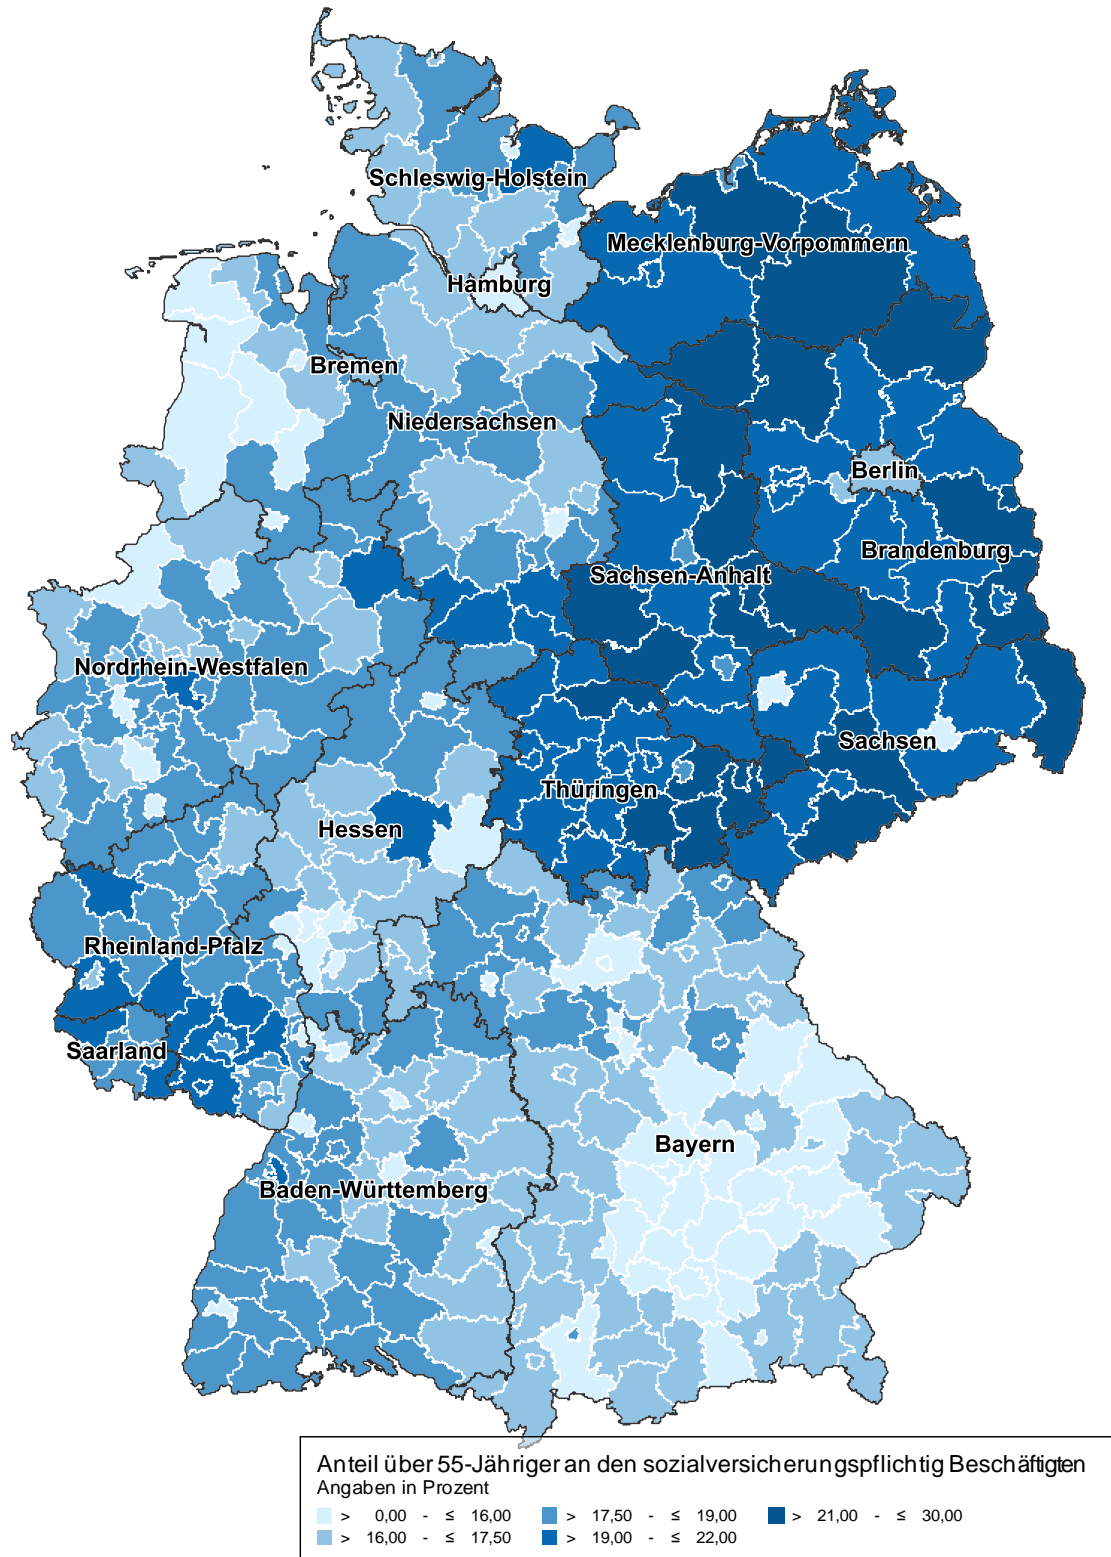 Schleswig-Holstein
Mecklenburg-Vorpommern
Hamburg
Bremen
Niedersachsen
Berlin
Brandenburg
Sachsen-Anhalt
Nordrhein-Westfalen
Sachsen
Thüringen
Hessen
Rheinland-Pfalz
Saarland
Bayern
Baden-Württemberg
Anteil über 55-Jähriger an den sozialversicherungspflichtig Beschäftigten
Angaben in Prozent
> 0,00 - ≤ 16,00 > 17,50 - ≤ 19,00 > 21,00 - ≤ 30,00
> 16,00 - ≤ 17,50 > 19,00 - ≤ 22,00